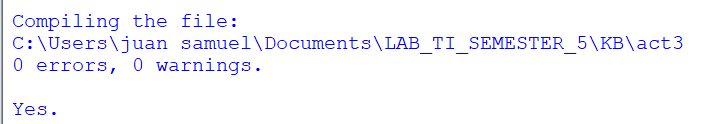 Compiling the file:
C:\Users\juan samuel\Documents\LAB_TI_SEMESTER_5\KB\act3
0 errors, 0 warnings.
Yes.